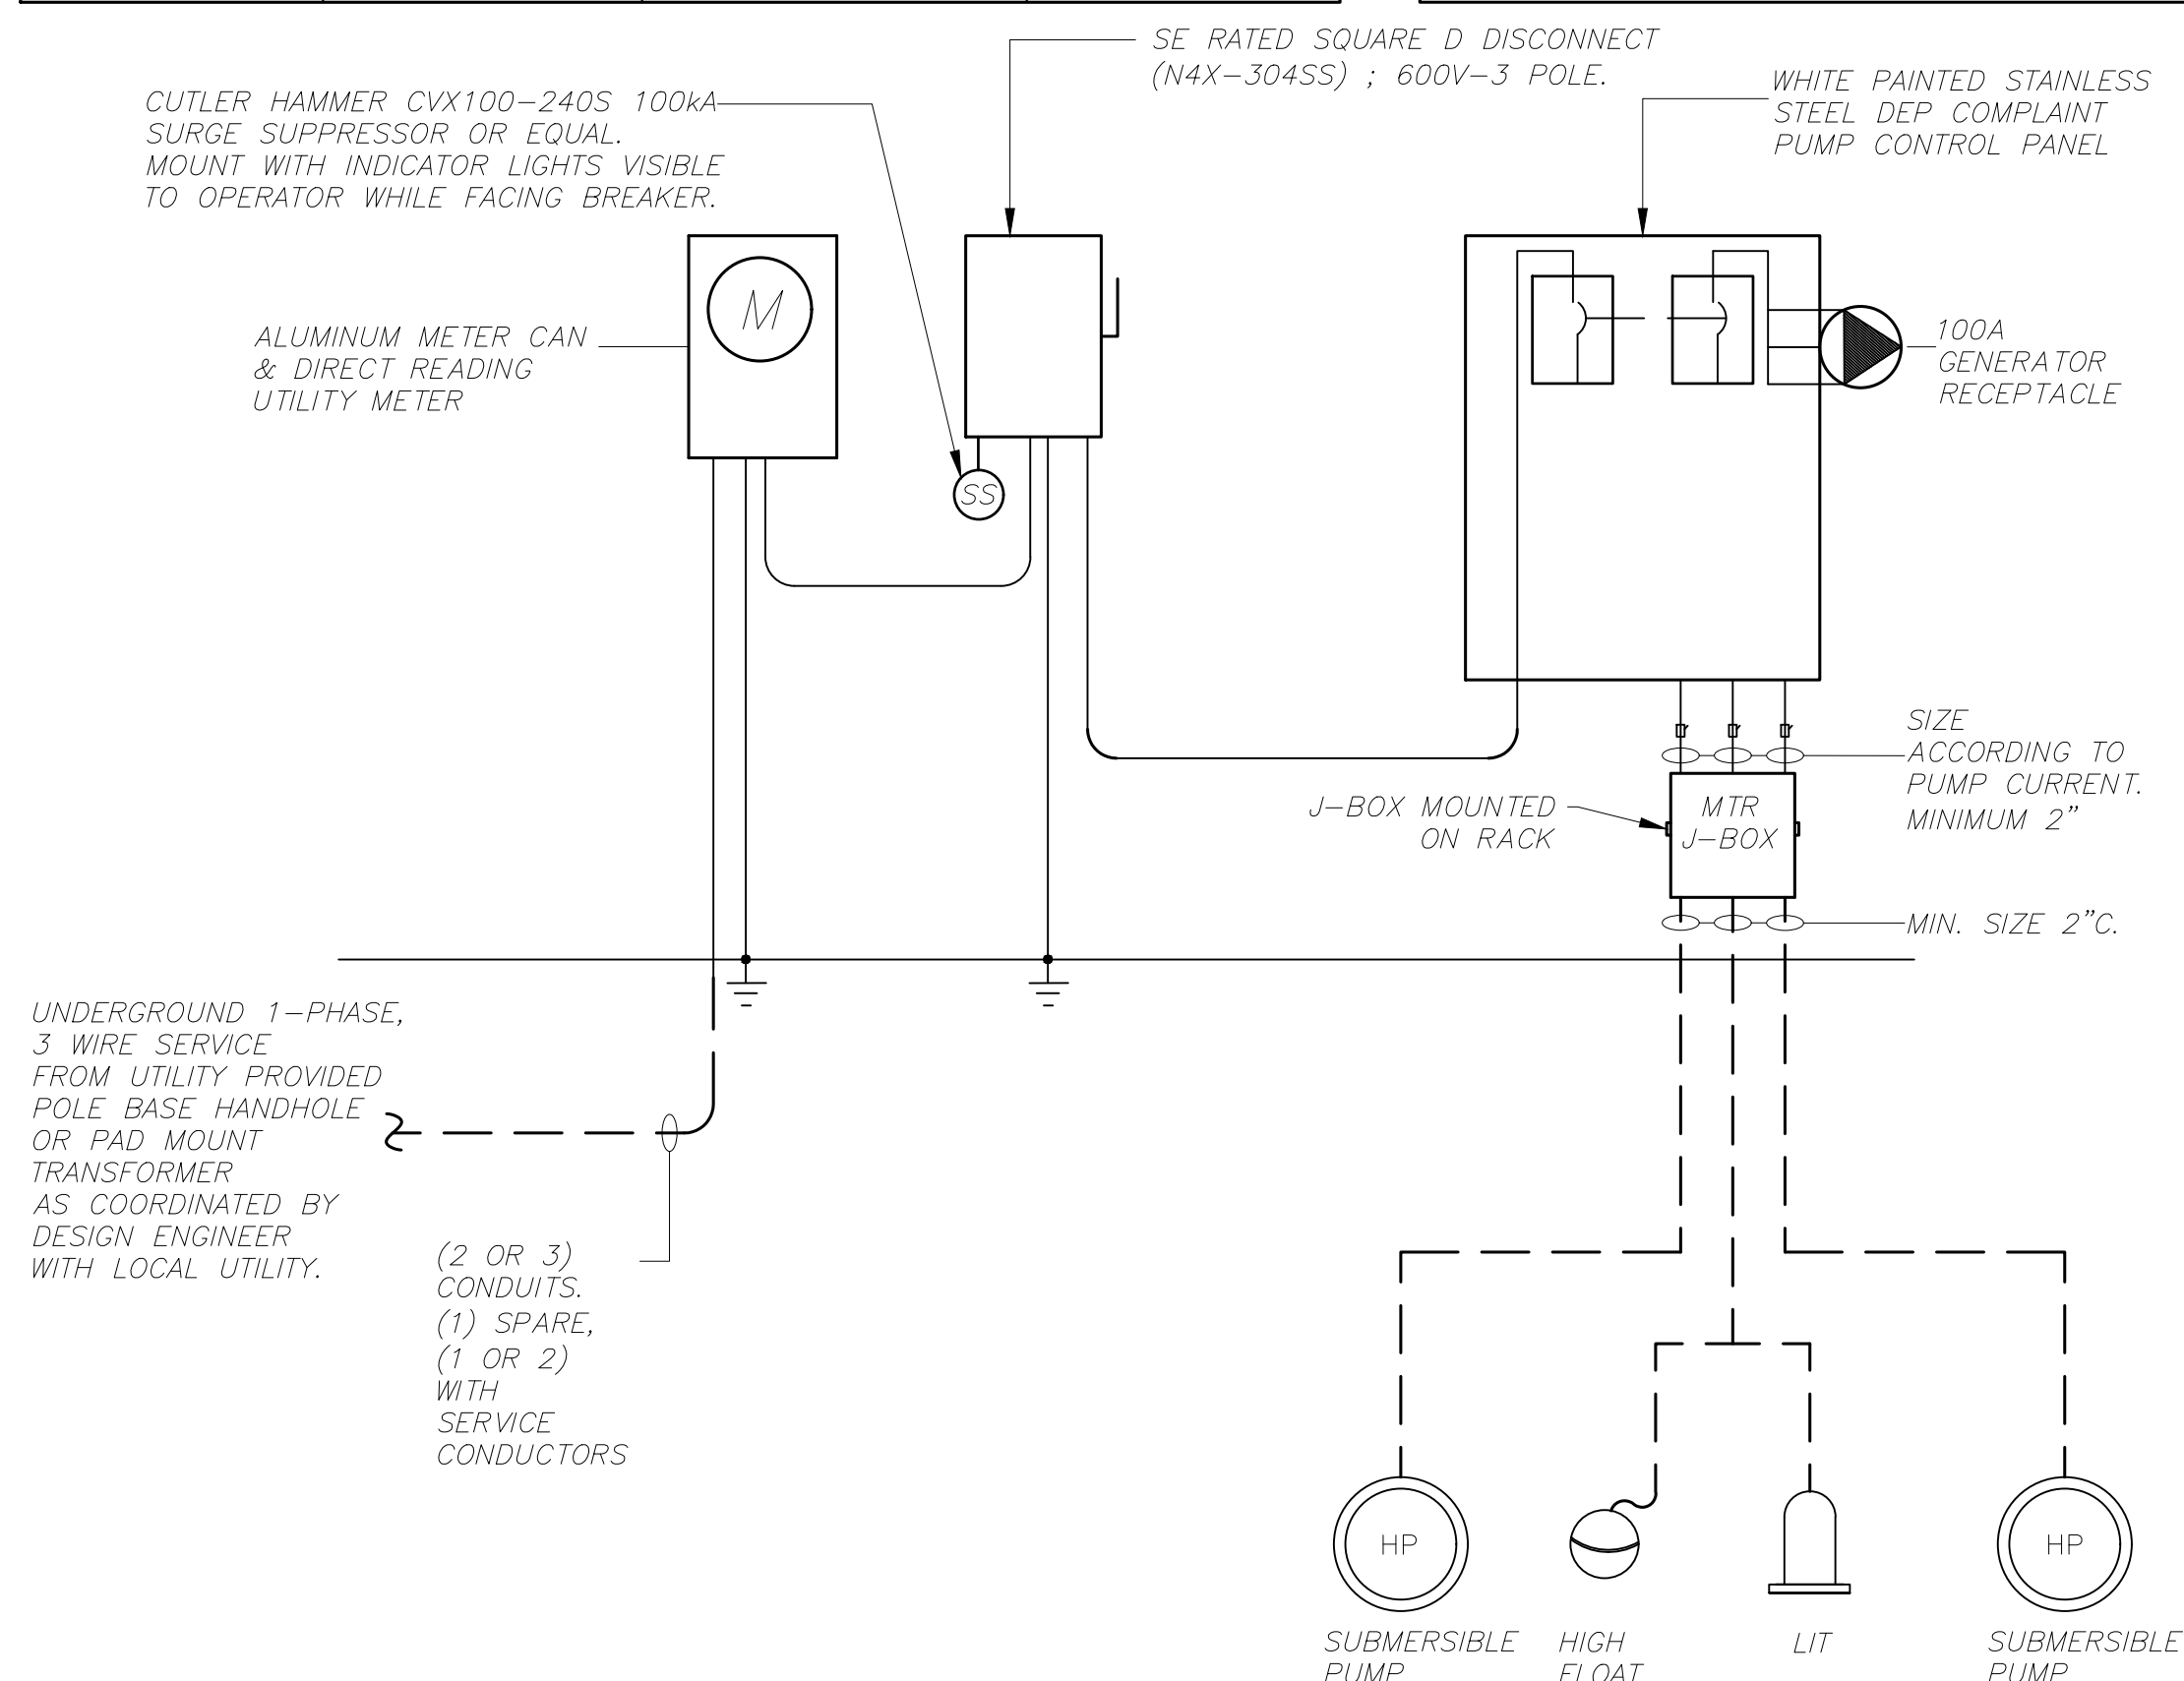 SE RATED SQUARE D DISCONNECT
(N4X-304SS) ; 600V-3 POLE.
CUTLER HAMMER CVX100-240S 100kA
SURGE SUPPRESSOR OR EQUAL.
MOUNT WITH INDICATOR LIGHTS VISIBLE
TO OPERATOR WHILE FACING BREAKER.
WHITE PAINTED STAINLESS
STEEL DEP COMPLAINT
PUMP CONTROL PANEL
M
ALUMINUM METER CAN
& DIRECT READING
UTILITY METER
100A
GENERATOR
RECEPTACLE
SS
SIZE
ACCORDING TO
PUMP CURRENT.
MINIMUM 2"
J-BOX MOUNTED
ON RACK
MTR
J-BOX
MIN. SIZE 2"C.
UNDERGROUND 1-PHASE,
3 WIRE SERVICE
FROM UTILITY PROVIDED
POLE BASE HANDHOLE
OR PAD MOUNT
TRANSFORMER
AS COORDINATED BY
DESIGN ENGINEER
WITH LOCAL UTILITY.
(2 OR 3)
CONDUITS.
(1) SPARE,
(1 OR 2)
WITH
SERVICE
CONDUCTORS
HP
HP
SUBMERSIBLE
PUMP
HIGH
FLOAT
LIT
SUBMERSIBLE
PUMP